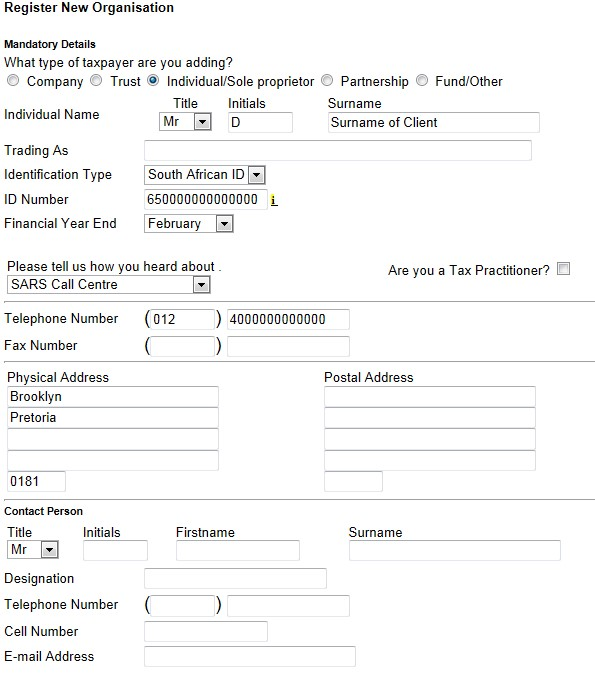 Register New Organisation
Mandatory Details
What type of taxpayer are you adding?
Company Trust Individual/Sole proprietor Partnership Fund/Other
Title Initials Surname
Individual Name Mr D Surname of Client
Trading As
Identification Type South African ID
ID Number 650000000000000 i
Financial Year End February
Please tell us how you heard about .
Are you a Tax Practitioner?
SARS Call Centre
Telephone Number (012) 4000000000000
Fax Number ( )
Physical Address Postal Address
Brooklyn
Pretoria
0181
Contact Person
Title Initials Firstname Surname
Mr
Designation
Telephone Number ( )
Cell Number
E-mail Address